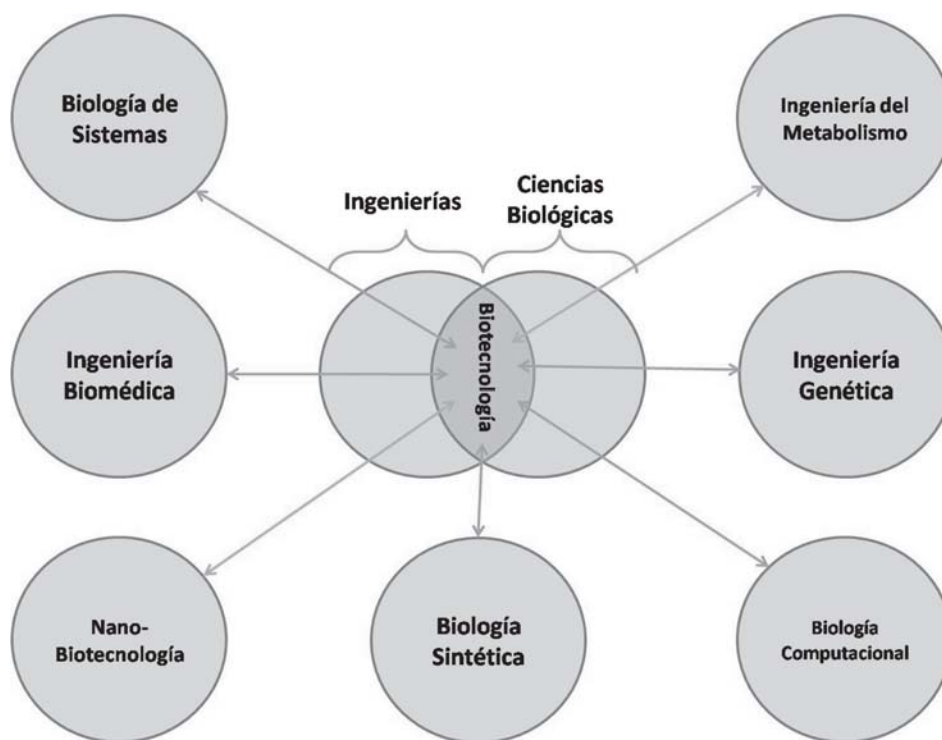 Biología de
Sistemas
Ingeniería del
Metabolismo
Ingenierías
Ciencias
Biológicas
Biotecnología
Ingeniería
Biomédica
Ingeniería
Genética
Nano-
Biotecnología
Biología
Sintética
Biología
Computacional